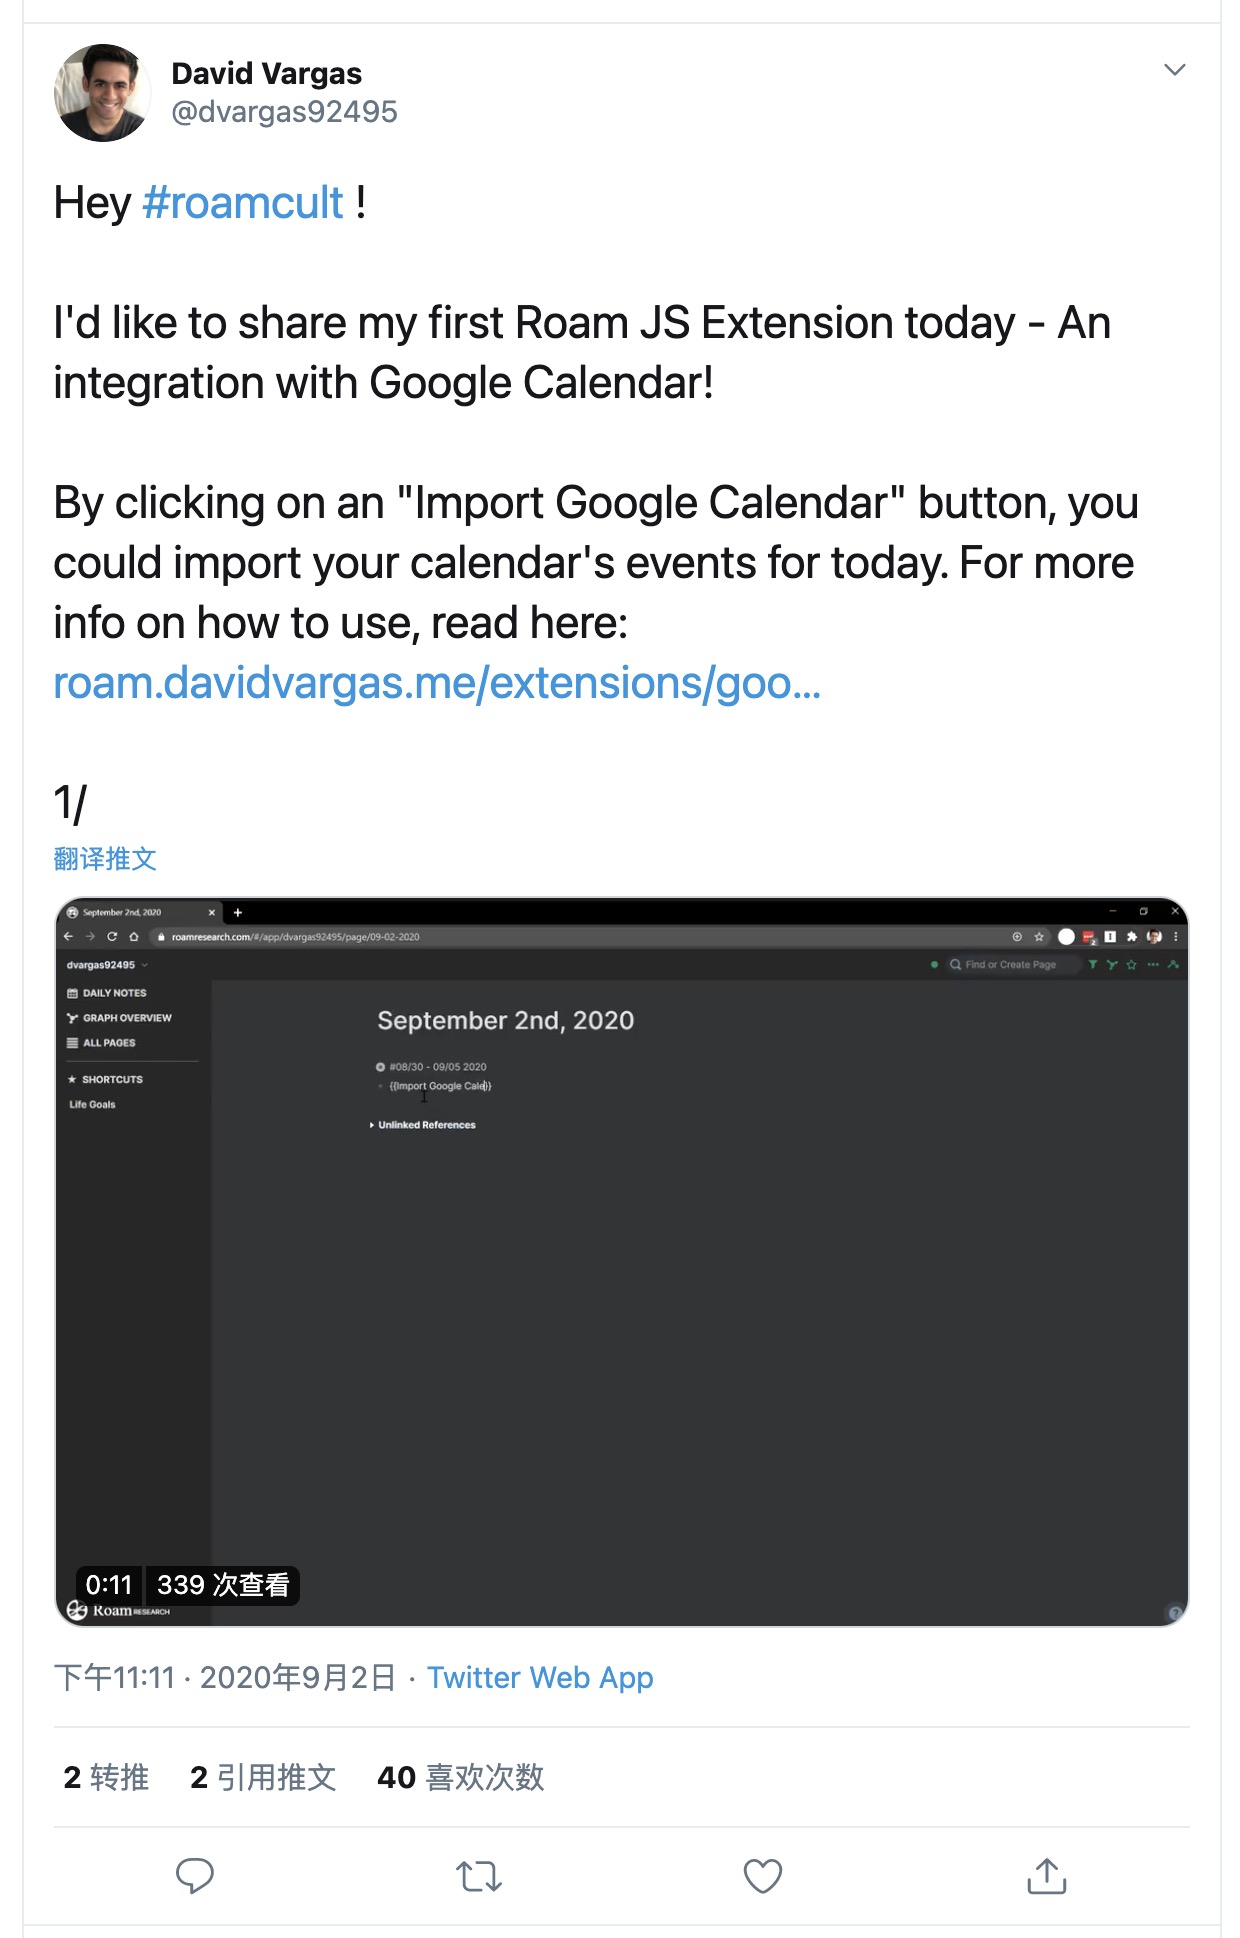 David Vargas
@dvargas92495
Hey #roamcult !
I'd like to share my first Roam JS Extension today - An
integration with Google Calendar!
By clicking on an "Import Google Calendar" button, you
could import your calendar's events for today. For more
info on how to use, read here:
roam.davidvargas.me/extensions/goo...
1/
翻译推文
September 2nd, 2020
roamresearch.com/#/app/dvargas92495/page/09-02-2020
dvargas92495
Find or Create Page
DAILY NOTES
GRAPH OVERVIEW
ALL PAGES
SHORTCUTS
Life Goals
September 2nd, 2020
#08/30 - 09/05 2020
{{Import Google Cale}}
Unlinked References
0:11 339 次查看
Roam RESEARCH
下午11:11 · 2020年9月2日 · Twitter Web App
2 转推 2 引用推文 40 喜欢次数